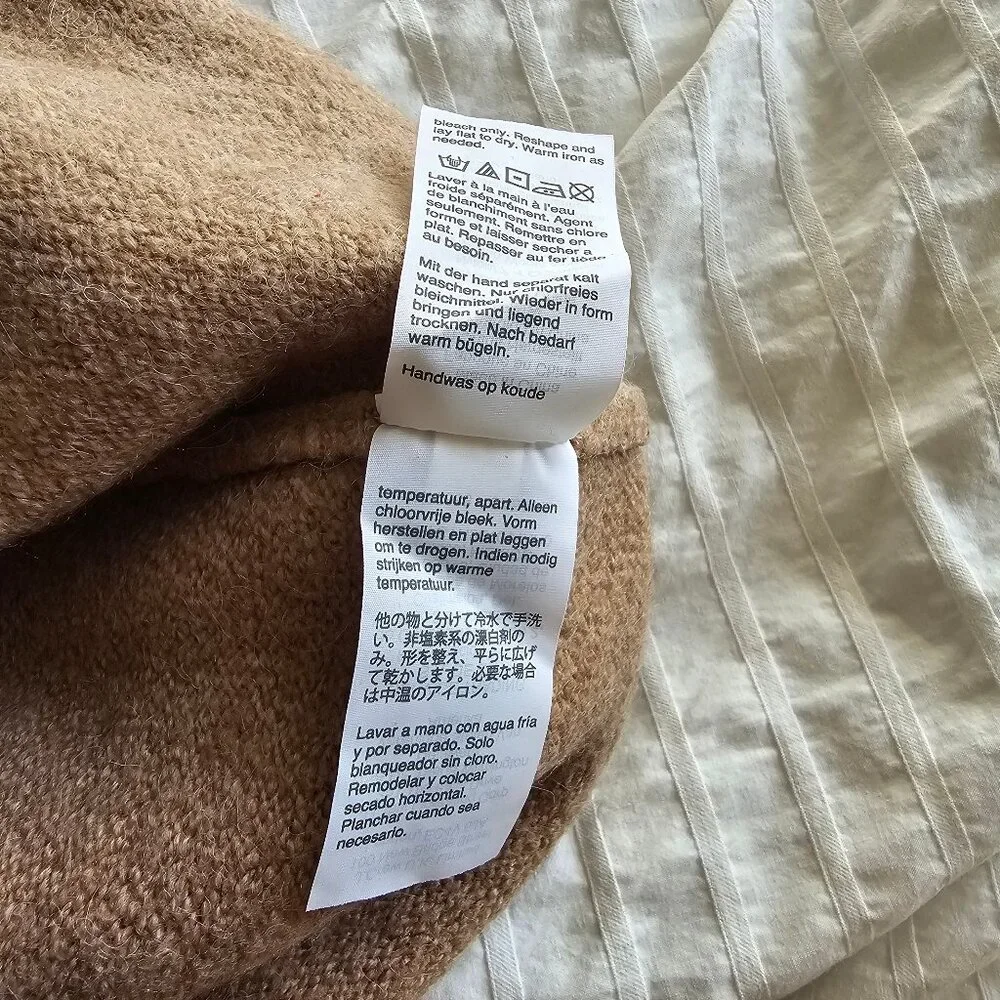 bleach only. Reshape and
lay flat to dry. Warm iron as
needed.
Laver à la main à l'eau
froide séparément. Agent
de blanchiment sans chlore
seulement. Remettre en
forme et laisser secher a
plat. Repasser au fer tiède
au besoin.
Mit der hand separat kalt
waschen. Nur chlorfreies
bleichmittel. Wieder in form
bringen und liegend
trocknen. Nach bedarf
warm bügeln.
Handwas op koude
temperatuur, apart. Alleen
chloorvrije bleek. Vorm
herstellen en plat leggen
om te drogen. Indien nodig
strijken op warme
temperatuur.
他の物と分けて冷水で手洗
い。非塩素系の漂白剤の
み。形を整え、平らに広げ
て乾かします。必要な場合
は中温のアイロン。
Lavar a mano con agua fría
y por separado. Solo
blanqueador sin cloro.
Remodelar y colocar
secado horizontal.
Planchar cuando sea
necesario.